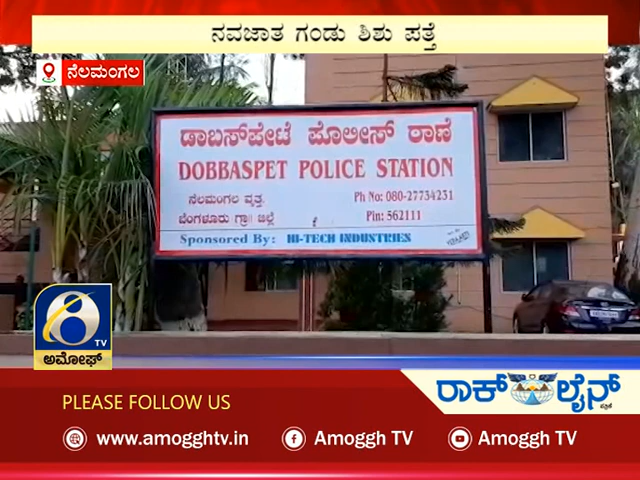 ನವಜಾತ ಗಂಡು ಶಿಶು ಪತ್ತೆ
ನೆಲಮಂಗಲ
ಡಾಬಸ್‌ಪೇಟೆ ಪೊಲೀಸ್ ಠಾಣೆ
DOBBASPET POLICE STATION
ನೆಲಮಂಗಲ ವೃತ್ತ,
Ph No: 080-27734231
ಬೆಂಗಳೂರು ಗ್ರಾ|| ಜಿಲ್ಲೆ
Pin: 562111
Sponsored By: HI-TECH INDUSTRIES
TV
ಅಮೋಘ್
ರಾಕ್ ಲೈನ್
PLEASE FOLLOW US
www.amogghtv.in
Amoggh TV
Amoggh TV